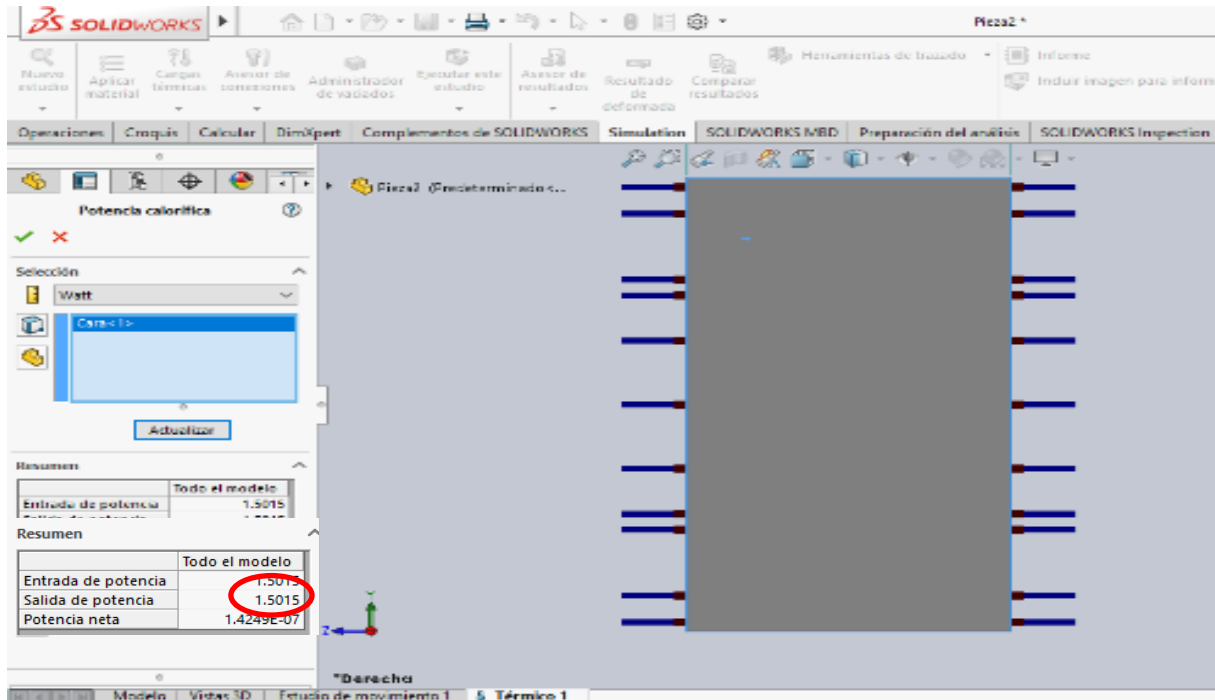 SOLIDWORKS
Pieza2 *
Nuevo estudio
Aplicar material
Cargas térmicas
Asesor de conexiones
Administrador de variados
Ejecutar este estudio
Asesor de resultados
Resultado de deformada
Comparar resultados
Herramientas de trazado
Informe
Incluir imagen para inform
Operaciones Croquis Calcular DimXpert Complementos de SOLIDWORKS Simulation SOLIDWORKS MBD Preparación del análisis SOLIDWORKS Inspection
Pieza2 (Predeterminado<...
Potencia calorífica
Selección
Watt
Cara<1>
Actualizar
Resumen
Todo el modelo
Entrada de potencia 1.5015
Resumen
Todo el modelo
Entrada de potencia 1.5015
Salida de potencia 1.5015
Potencia neta 1.4249E-07
Y
Z
*Derecha
Modelo Vistas 3D Estudio de movimiento 1 Térmico 1